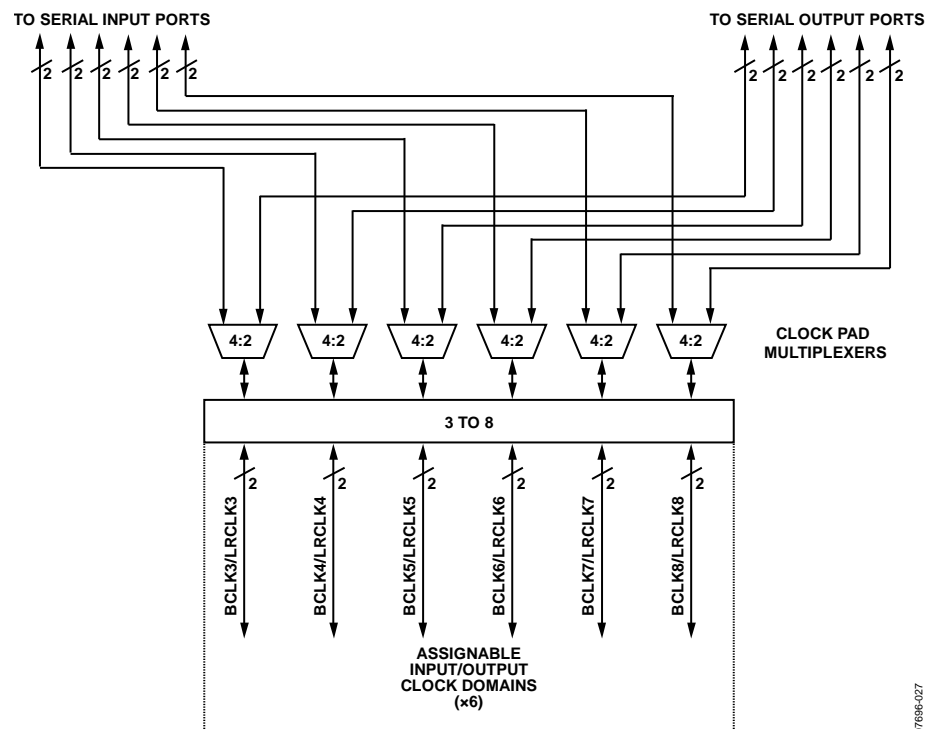 TO SERIAL INPUT PORTS
TO SERIAL OUTPUT PORTS
2 2 2 2 2 2
2 2 2 2 2 2
4:2 4:2 4:2 4:2 4:2 4:2
CLOCK PAD
MULTIPLEXERS
3 TO 8
2 2 2 2 2 2
BCLK3/LRCLK3
BCLK4/LRCLK4
BCLK5/LRCLK5
BCLK6/LRCLK6
BCLK7/LRCLK7
BCLK8/LRCLK8
ASSIGNABLE
INPUT/OUTPUT
CLOCK DOMAINS
(×6)